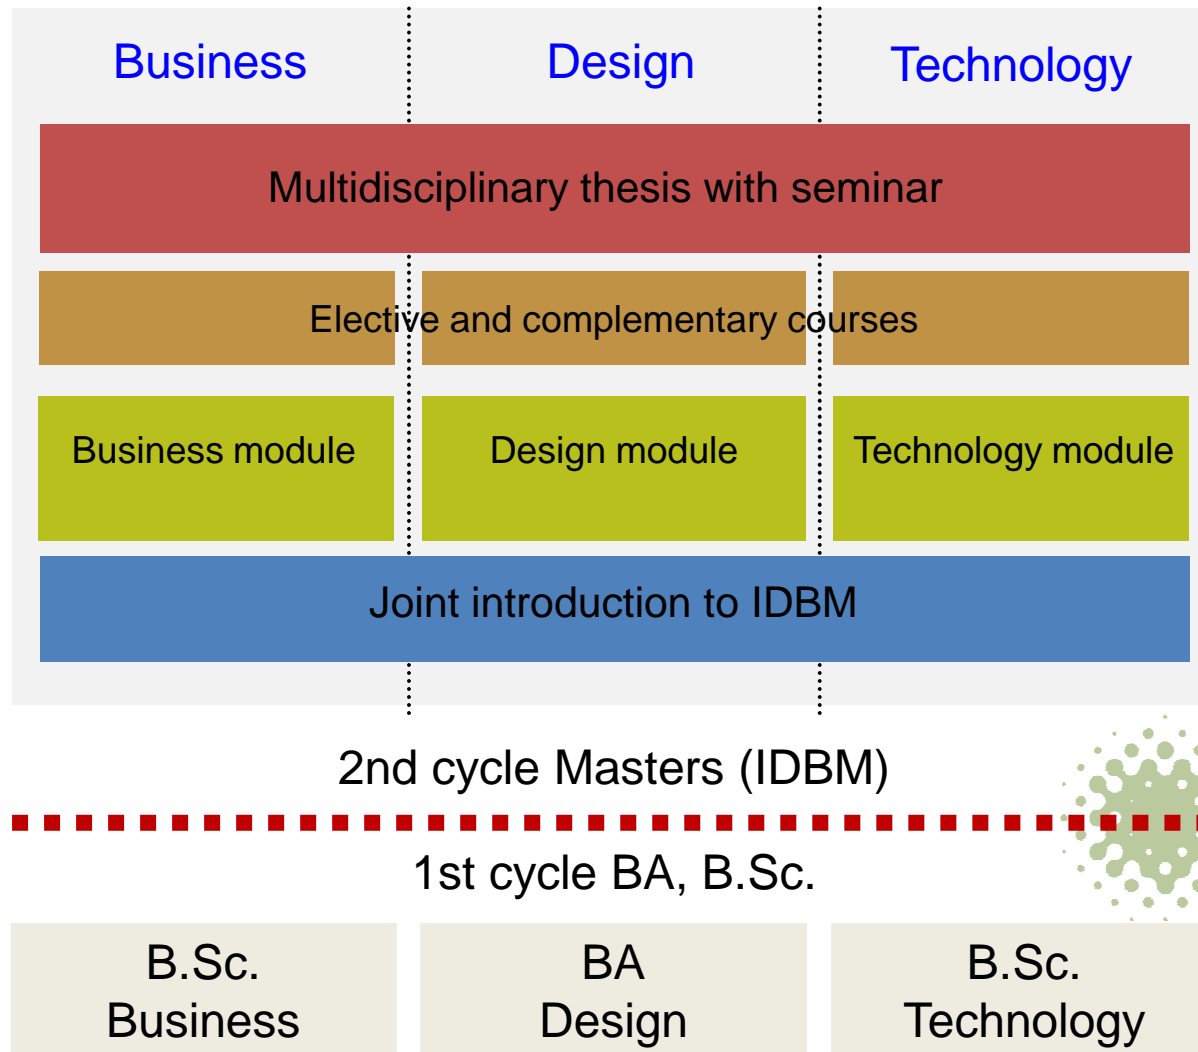 Business
Design
Technology
Multidisciplinary thesis with seminar
Elective and complementary courses
Business module
Design module
Technology module
Joint introduction to IDBM
2nd cycle Masters (IDBM)
1st cycle BA, B.Sc.
B.Sc.
Business
BA
Design
B.Sc.
Technology